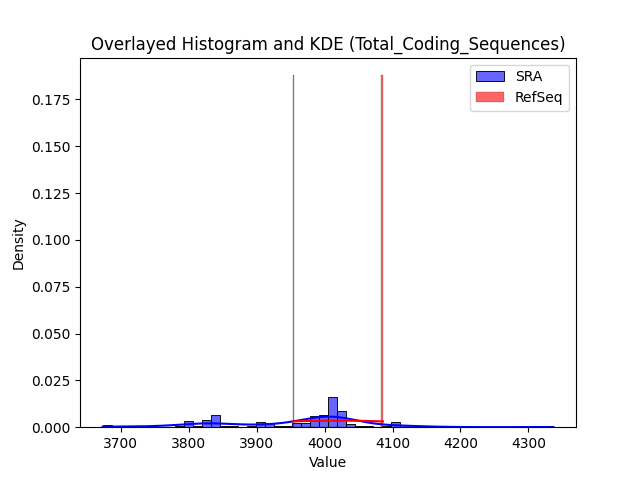 Overlayed Histogram and KDE (Total_Coding_Sequences)
SRA
RefSeq
Density
0.175
0.150
0.125
0.100
0.075
0.050
0.025
0.000
3700 3800 3900 4000 4100 4200 4300
Value